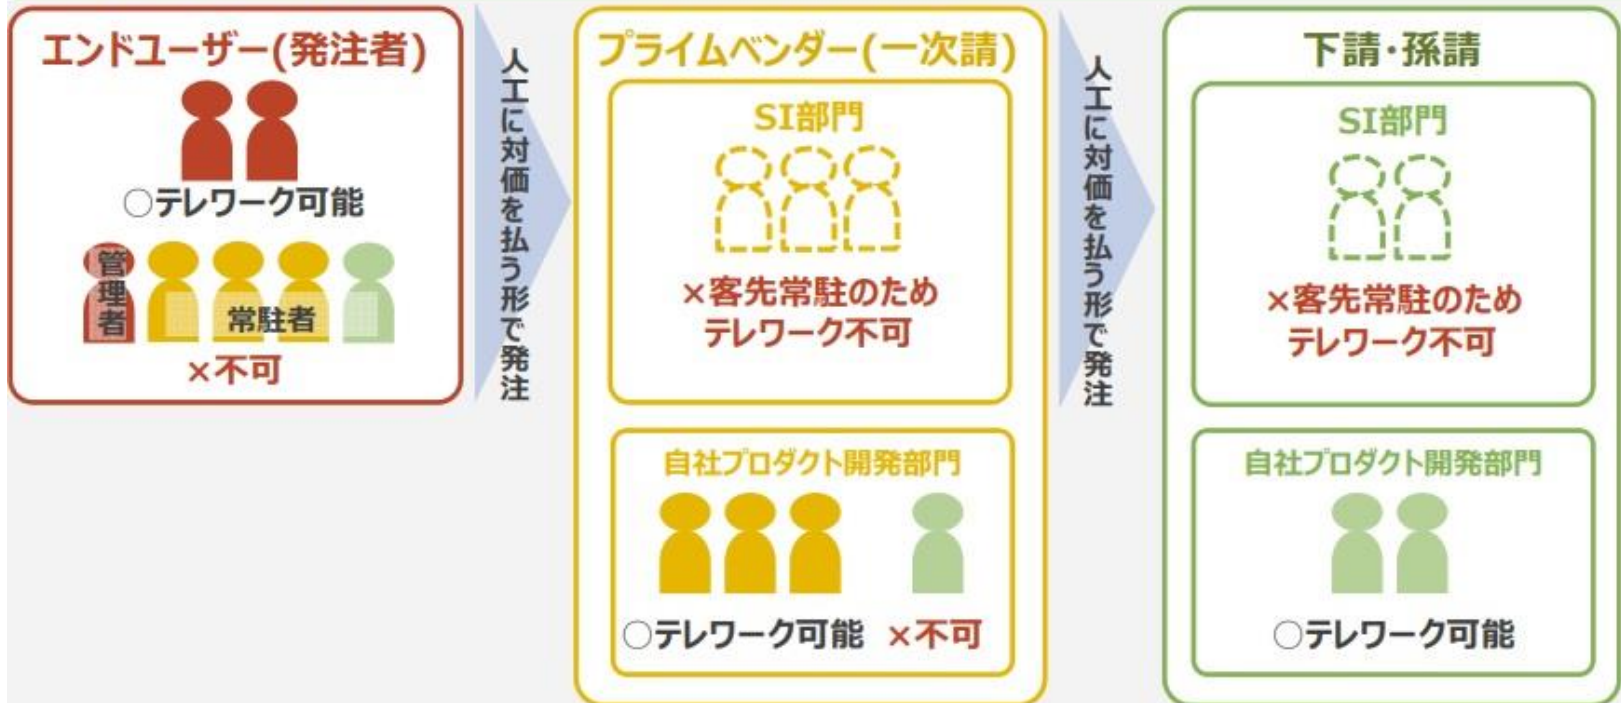 エンドユーザー(発注者)
○テレワーク可能
管理者
常駐者
×不可
人工に対価を払う形で発注
プライムベンダー(一次請)
SI部門
×客先常駐のため
テレワーク不可
自社プロダクト開発部門
○テレワーク可能
×不可
人工に対価を払う形で発注
下請・孫請
SI部門
×客先常駐のため
テレワーク不可
自社プロダクト開発部門
○テレワーク可能